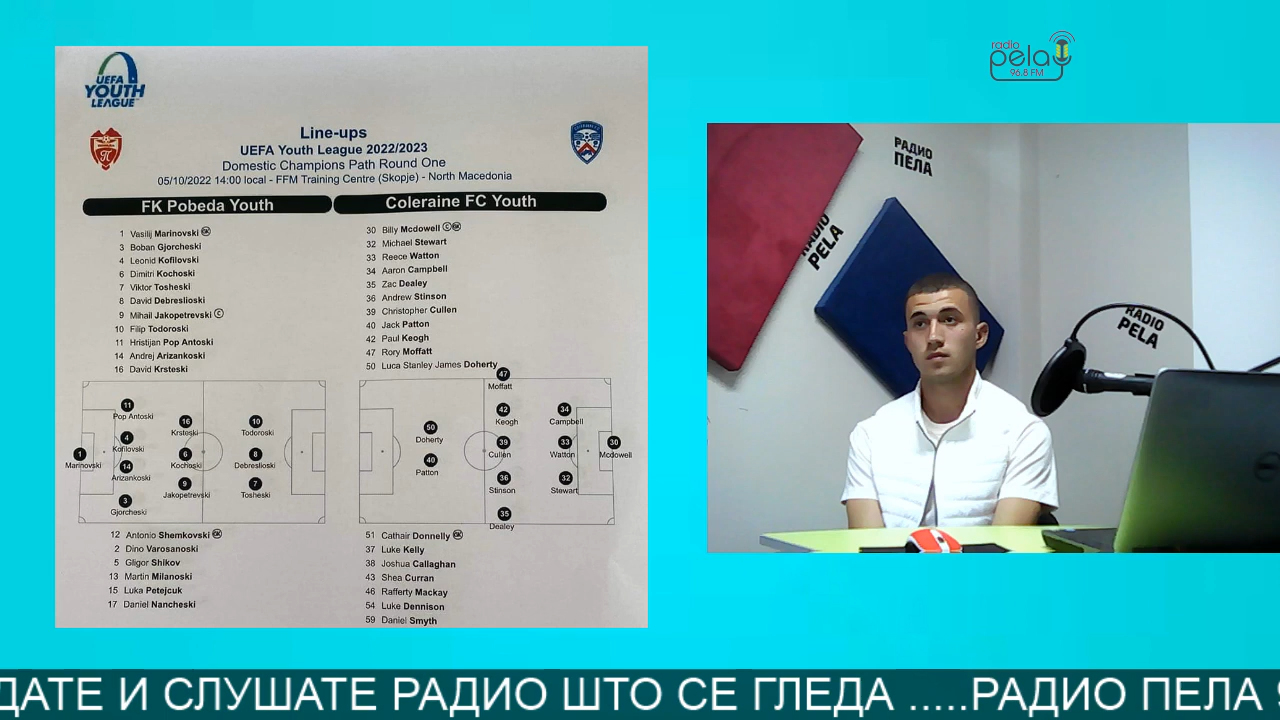 UEFA
YOUTH
LEAGUE
Line-ups
UEFA Youth League 2022/2023
Domestic Champions Path Round One
05/10/2022 14:00 local - FFM Training Centre (Skopje) - North Macedonia
FK Pobeda Youth
1 Vasilij Marinovski GK
3 Boban Gjorcheski
4 Leonid Kofilovski
6 Dimitri Kochoski
7 Viktor Tosheski
8 David Debreslioski
9 Mihail Jakopetrevski C
10 Filip Todoroski
11 Hristijan Pop Antoski
14 Andrej Arizankoski
16 David Krsteski
Coleraine FC Youth
30 Billy Mcdowell C GK
32 Michael Stewart
33 Reece Watton
34 Aaron Campbell
35 Zac Dealey
36 Andrew Stinson
39 Christopher Cullen
40 Jack Patton
42 Paul Keogh
47 Rory Moffatt
50 Luca Stanley James Doherty
11
Pop Antoski
4
Kofilovski
1
Marinovski
14
Arizankoski
3
Gjorcheski
16
Krsteski
6
Kochoski
9
Jakopetrevski
10
Todoroski
8
Debreslioski
7
Tosheski
50
Doherty
40
Patton
47
Moffatt
42
Keogh
39
Cullen
36
Stinson
35
Dealey
34
Campbell
33
Watton
32
Stewart
30
Mcdowell
12 Antonio Shemkovski GK
2 Dino Varosanoski
5 Gligor Shikov
13 Martin Milanoski
15 Luka Petejcuk
17 Daniel Nancheski
51 Cathair Donnelly GK
37 Luke Kelly
38 Joshua Callaghan
43 Shea Curran
46 Rafferty Mackay
54 Luke Dennison
59 Daniel Smyth
radio
pela
96.8 FM
РАДИО
ПЕЛА
RADIO
PELA
RADIO
PELA
ДАТЕ И СЛУШАТЕ РАДИО ШТО СЕ ГЛЕДА .....РАДИО ПЕЛА 9